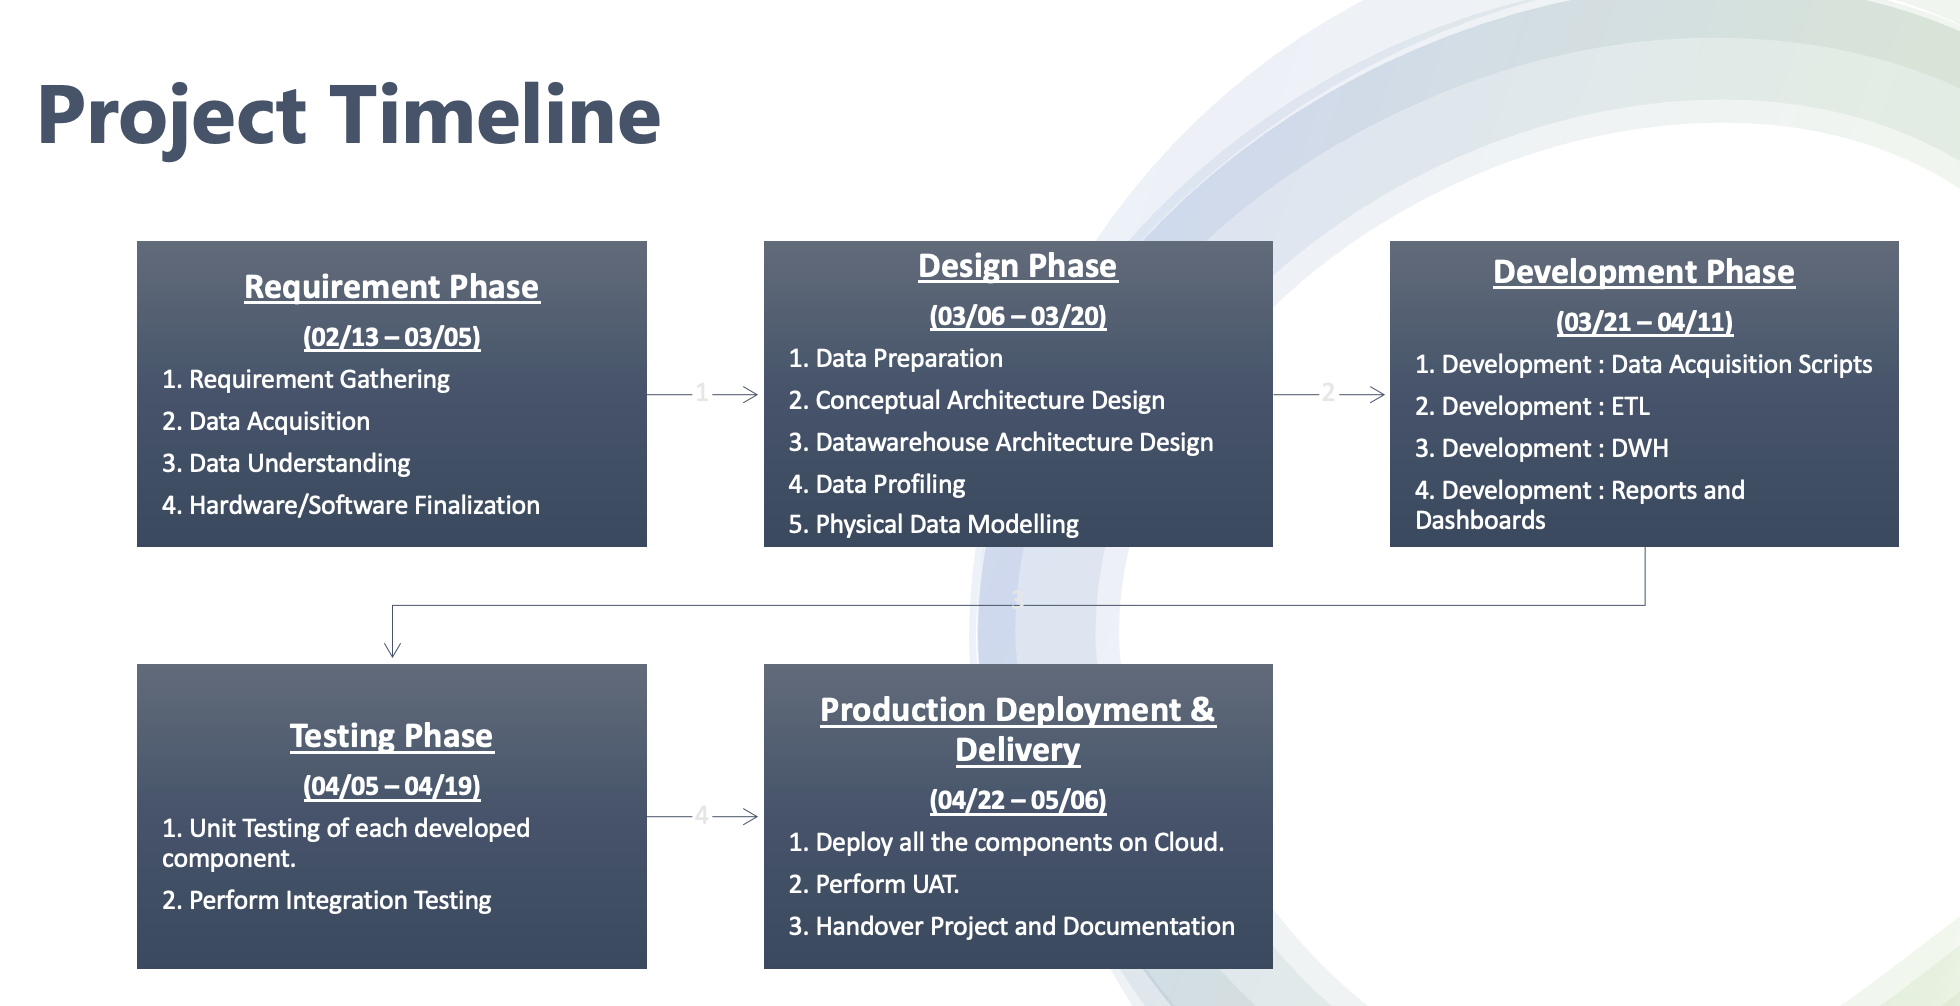 Project Timeline
Requirement Phase
(02/13 – 03/05)
1. Requirement Gathering
2. Data Acquisition
3. Data Understanding
4. Hardware/Software Finalization
1
Design Phase
(03/06 – 03/20)
1. Data Preparation
2. Conceptual Architecture Design
3. Datawarehouse Architecture Design
4. Data Profiling
5. Physical Data Modelling
2
Development Phase
(03/21 – 04/11)
1. Development : Data Acquisition Scripts
2. Development : ETL
3. Development : DWH
4. Development : Reports and
Dashboards
3
Testing Phase
(04/05 – 04/19)
1. Unit Testing of each developed
component.
2. Perform Integration Testing
4
Production Deployment &
Delivery
(04/22 – 05/06)
1. Deploy all the components on Cloud.
2. Perform UAT.
3. Handover Project and Documentation